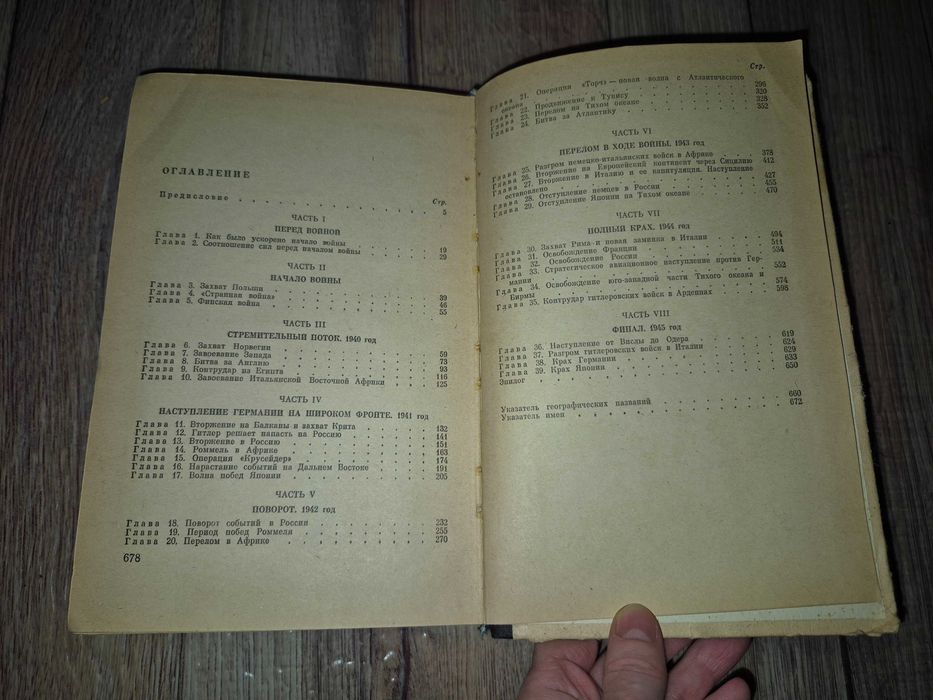 ОГЛАВЛЕНИЕ
Стр.
Предисловие . . . . . . . . . . . 5
ЧАСТЬ I
ПЕРЕД ВОЙНОЙ
Глава 1. Как было ускорено начало войны . . . 19
Глава 2. Соотношение сил перед началом войны . . . 29
ЧАСТЬ II
НАЧАЛО ВОЙНЫ
Глава 3. Захват Польши . . . 39
Глава 4. «Странная война» . . . 46
Глава 5. Финская война . . . 55
ЧАСТЬ III
СТРЕМИТЕЛЬНЫЙ ПОТОК. 1940 год
Глава 6. Захват Норвегии . . . 59
Глава 7. Завоевание Запада . . . 73
Глава 8. Битва за Англию . . . 93
Глава 9. Контрудар из Египта . . . 116
Глава 10. Завоевание Итальянской Восточной Африки . . . 125
ЧАСТЬ IV
НАСТУПЛЕНИЕ ГЕРМАНИИ НА ШИРОКОМ ФРОНТЕ. 1941 год
Глава 11. Вторжение на Балканы и захват Крита . . . 132
Глава 12. Гитлер решает напасть на Россию . . . 141
Глава 13. Вторжение в Россию . . . 151
Глава 14. Роммель в Африке . . . 163
Глава 15. Операция «Крусейдер» . . . 174
Глава 16. Нарастание событий на Дальнем Востоке . . . 191
Глава 17. Волна побед Японии . . . 205
ЧАСТЬ V
ПОВОРОТ. 1942 год
Глава 18. Поворот событий в России . . . 232
Глава 19. Период побед Роммеля . . . 255
Глава 20. Перелом в Африке . . . 270
678
Стр.
Глава 21. Операция «Торч» — новая волна с Атлантического
океана . . . 296
Глава 22. Продвижение к Тунису . . . 320
Глава 23. Перелом на Тихом океане . . . 328
Глава 24. Битва за Атлантику . . . 352
ЧАСТЬ VI
ПЕРЕЛОМ В ХОДЕ ВОЙНЫ. 1943 год
Глава 25. Разгром немецко-итальянских войск в Африке . . . 378
Глава 26. Вторжение на Европейский континент через Сицилию 412
Глава 27. Вторжение в Италию и ее капитуляция. Наступление
остановлено . . . 427
Глава 28. Отступление немцев в России . . . 455
Глава 29. Отступление Японии на Тихом океане . . . 470
ЧАСТЬ VII
ПОЛНЫЙ КРАХ. 1944 год
Глава 30. Захват Рима и новая заминка в Италии . . . 494
Глава 31. Освобождение Франции . . . 511
Глава 32. Освобождение России . . . 534
Глава 33. Стратегическое авиационное наступление против Гер-
мании . . . 552
Глава 34. Освобождение юго-западной части Тихого океана и
Бирмы . . . 574
Глава 35. Контрудар гитлеровских войск в Арденнах . . . 598
ЧАСТЬ VIII
ФИНАЛ. 1945 год
Глава 36. Наступление от Вислы до Одера . . . 619
Глава 37. Разгром гитлеровских войск в Италии . . . 624
Глава 38. Крах Германии . . . 629
Глава 39. Крах Японии . . . 633
Эпилог . . . 650
Указатель географических названий . . . 660
Указатель имен . . . 672